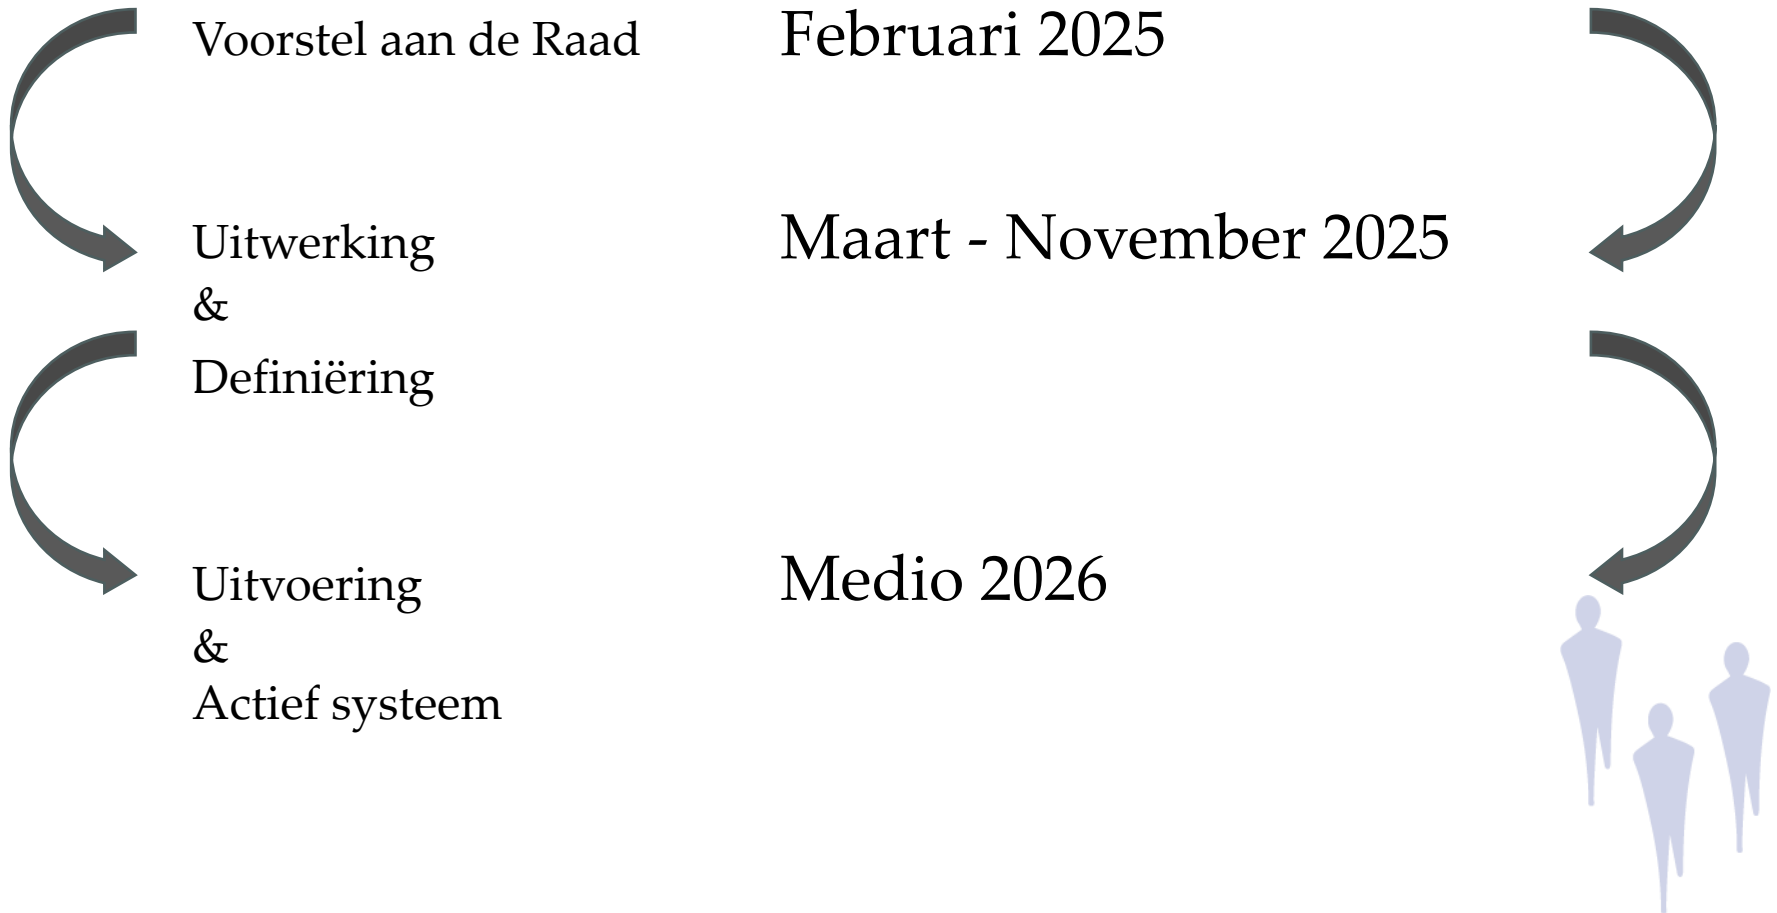 Voorstel aan de Raad
Februari 2025
Uitwerking
Maart - November 2025
&
Definiëring
Uitvoering
Medio 2026
&
Actief systeem